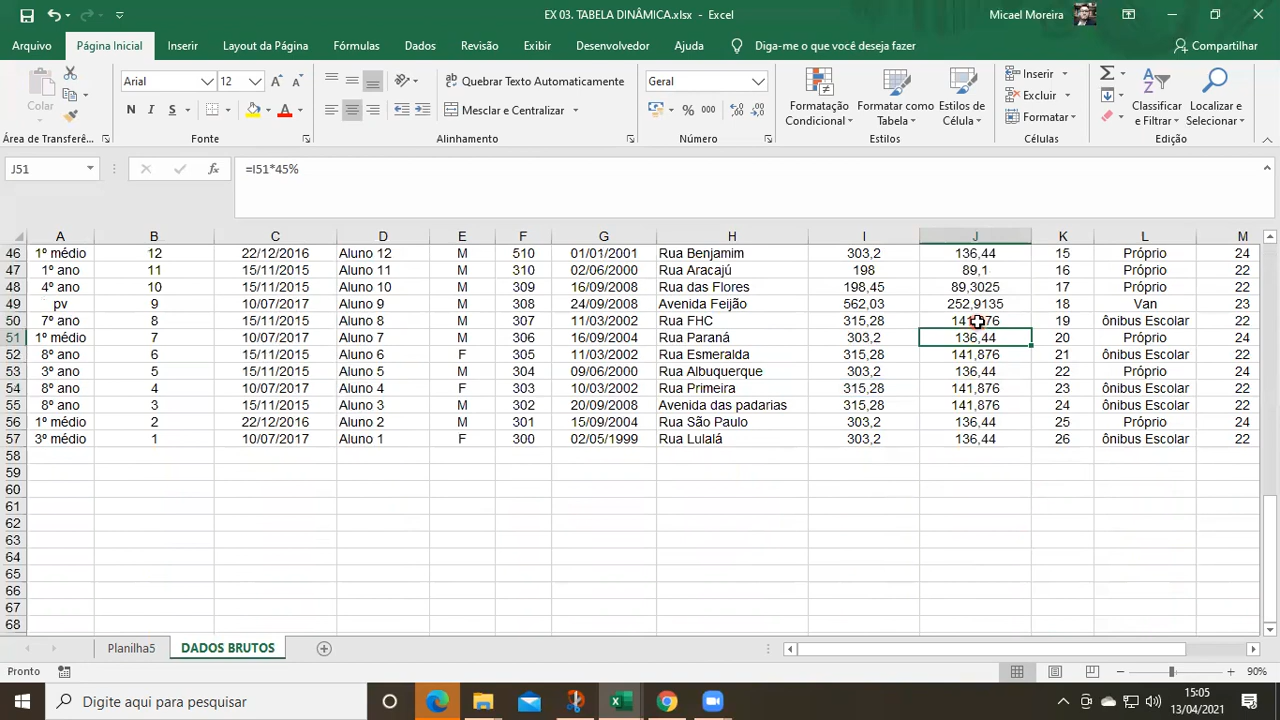 EX 03. TABELA DINÂMICA.xlsx - Excel
Micael Moreira
Arquivo Página Inicial Inserir Layout da Página Fórmulas Dados Revisão Exibir Desenvolvedor Ajuda Diga-me o que você deseja fazer Compartilhar
Colar
Arial 12
Quebrar Texto Automaticamente
Geral
N I S
Mesclar e Centralizar
% 000
Formatação Condicional
Formatar como Tabela
Estilos de Célula
Inserir
Excluir
Formatar
Classificar e Filtrar
Localizar e Selecionar
Área de Transferê... Fonte Alinhamento Número Estilos Células Edição
J51 fx =I51*45%
A B C D E F G H I J K L M
46 1º médio 12 22/12/2016 Aluno 12 M 510 01/01/2001 Rua Benjamim 303,2 136,44 15 Próprio 24
47 1º ano 11 15/11/2015 Aluno 11 M 310 02/06/2000 Rua Aracajú 198 89,1 16 Próprio 22
48 4º ano 10 15/11/2015 Aluno 10 M 309 16/09/2008 Rua das Flores 198,45 89,3025 17 Próprio 22
49 pv 9 10/07/2017 Aluno 9 M 308 24/09/2008 Avenida Feijão 562,03 252,9135 18 Van 23
50 7º ano 8 15/11/2015 Aluno 8 M 307 11/03/2002 Rua FHC 315,28 141,876 19 ônibus Escolar 22
51 1º médio 7 10/07/2017 Aluno 7 M 306 16/09/2004 Rua Paraná 303,2 136,44 20 Próprio 24
52 8º ano 6 15/11/2015 Aluno 6 F 305 11/03/2002 Rua Esmeralda 315,28 141,876 21 ônibus Escolar 22
53 3º ano 5 15/11/2015 Aluno 5 M 304 09/06/2000 Rua Albuquerque 303,2 136,44 22 Próprio 24
54 8º ano 4 10/07/2017 Aluno 4 F 303 10/03/2002 Rua Primeira 315,28 141,876 23 ônibus Escolar 22
55 8º ano 3 15/11/2015 Aluno 3 M 302 20/09/2008 Avenida das padarias 315,28 141,876 24 ônibus Escolar 22
56 1º médio 2 22/12/2016 Aluno 2 M 301 15/09/2004 Rua São Paulo 303,2 136,44 25 Próprio 24
57 3º médio 1 10/07/2017 Aluno 1 F 300 02/05/1999 Rua Lulalá 303,2 136,44 26 ônibus Escolar 22
58
59
60
61
62
63
64
65
66
67
68
Planilha5 DADOS BRUTOS
Pronto
90%
Digite aqui para pesquisar
15:05
13/04/2021